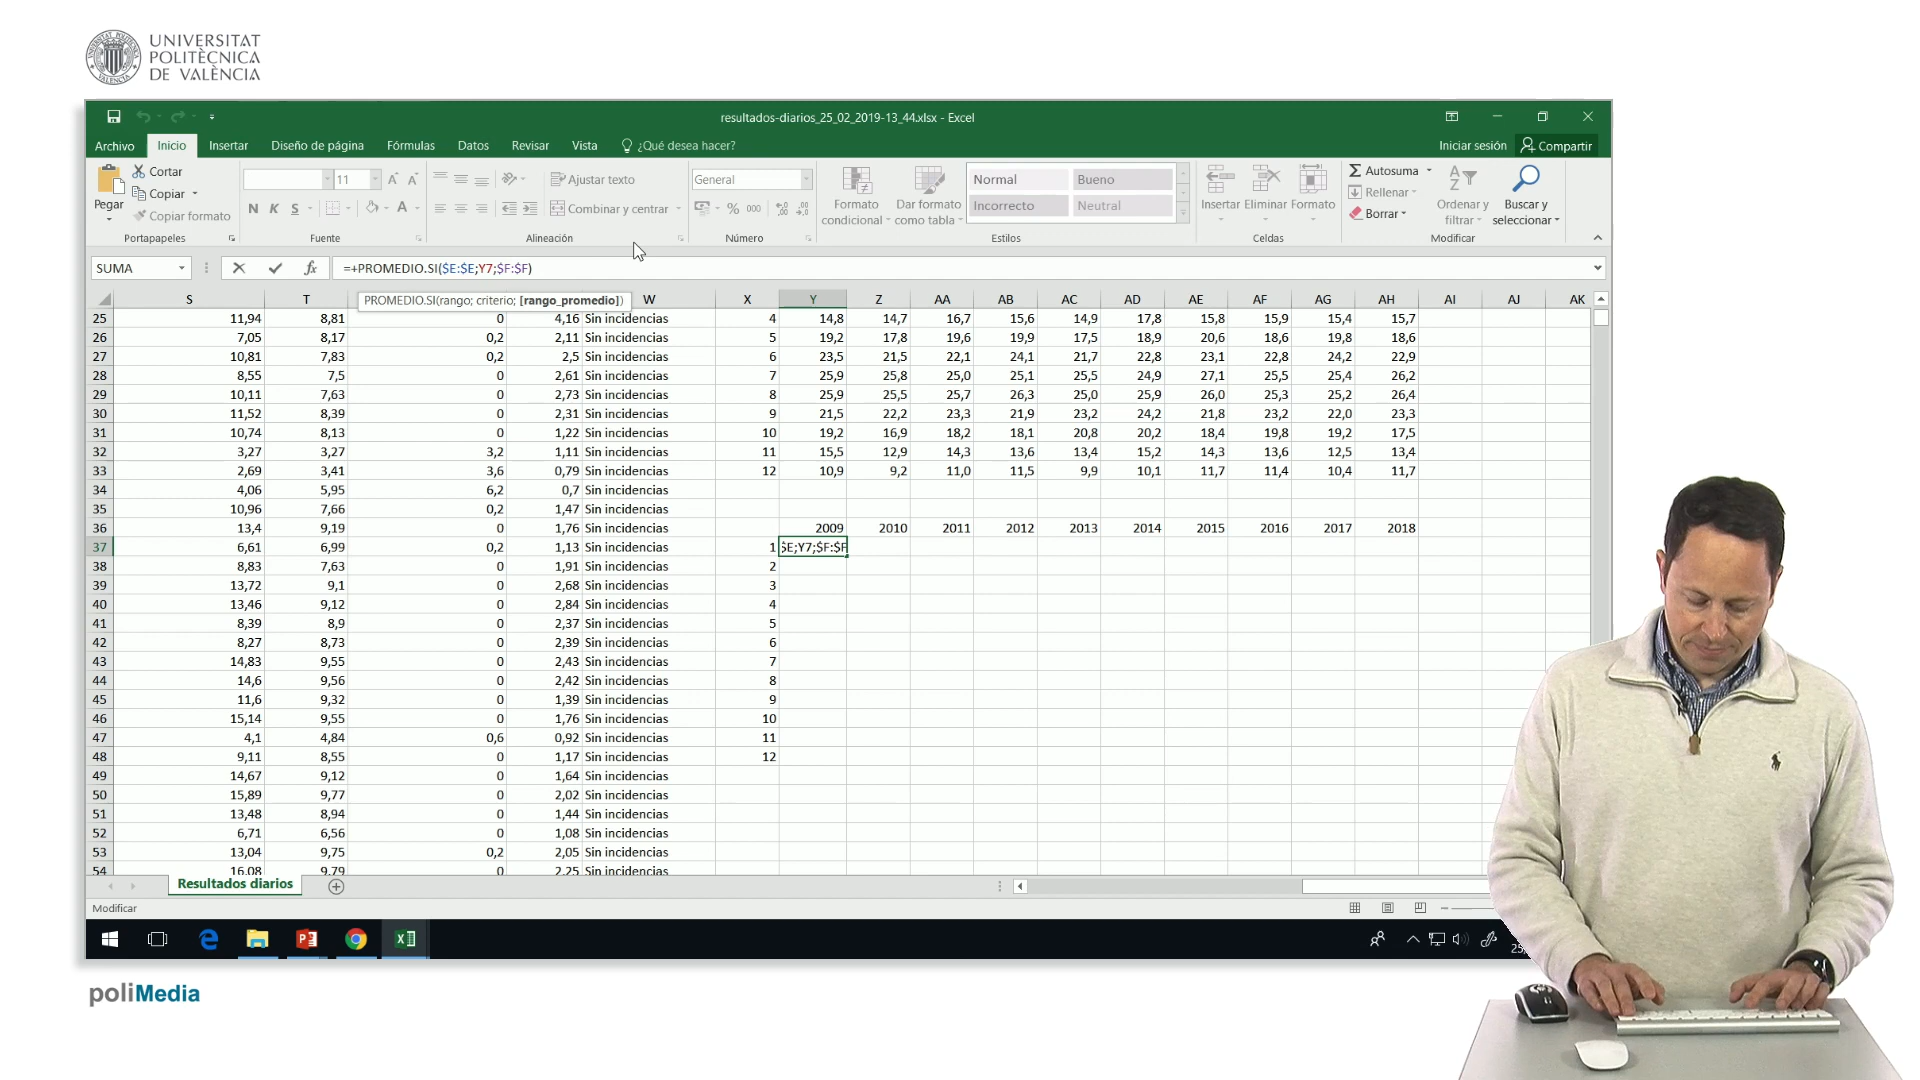 UNIVERSITAT
POLITÈCNICA
DE VALÈNCIA
resultados-diarios_25_02_2019-13_44.xlsx - Excel
Archivo Inicio Insertar Diseño de página Fórmulas Datos Revisar Vista ¿Qué desea hacer? Iniciar sesión Compartir
Pegar Cortar Copiar Copiar formato Portapapeles
11 N K S Fuente
Ajustar texto Combinar y centrar Alineación
General % 000 Número
Formato condicional Dar formato como tabla Normal Bueno Incorrecto Neutral Estilos
Insertar Eliminar Formato Celdas
Autosuma Rellenar Borrar Ordenar y filtrar Buscar y seleccionar Modificar
SUMA fx =+PROMEDIO.SI($E:$E;Y7;$F:$F)
PROMEDIO.SI(rango; criterio; [rango_promedio])
S T W X Y Z AA AB AC AD AE AF AG AH AI AJ AK
25 11,94 8,81 0 4,16 Sin incidencias 4 14,8 14,7 16,7 15,6 14,9 17,8 15,8 15,9 15,4 15,7
26 7,05 8,17 0,2 2,11 Sin incidencias 5 19,2 17,8 19,6 19,9 17,5 18,9 20,6 18,6 19,8 18,6
27 10,81 7,83 0,2 2,5 Sin incidencias 6 23,5 21,5 22,1 24,1 21,7 22,8 23,1 22,8 24,2 22,9
28 8,55 7,5 0 2,61 Sin incidencias 7 25,9 25,8 25,0 25,1 25,5 24,9 27,1 25,5 25,4 26,2
29 10,11 7,63 0 2,73 Sin incidencias 8 25,9 25,5 25,7 26,3 25,0 25,9 26,0 25,3 25,2 26,4
30 11,52 8,39 0 2,31 Sin incidencias 9 21,5 22,2 23,3 21,9 23,2 24,2 21,8 23,2 22,0 23,3
31 10,74 8,13 0 1,22 Sin incidencias 10 19,2 16,9 18,2 18,1 20,8 20,2 18,4 19,8 19,2 17,5
32 3,27 3,27 3,2 1,11 Sin incidencias 11 15,5 12,9 14,3 13,6 13,4 15,2 14,3 13,6 12,5 13,4
33 2,69 3,41 3,6 0,79 Sin incidencias 12 10,9 9,2 11,0 11,5 9,9 10,1 11,7 11,4 10,4 11,7
34 4,06 5,95 6,2 0,7 Sin incidencias
35 10,96 7,66 0,2 1,47 Sin incidencias
36 13,4 9,19 0 1,76 Sin incidencias 2009 2010 2011 2012 2013 2014 2015 2016 2017 2018
37 6,61 6,99 0,2 1,13 Sin incidencias 1 $E;Y7;$F:$F
38 8,83 7,63 0 1,91 Sin incidencias 2
39 13,72 9,1 0 2,68 Sin incidencias 3
40 13,46 9,12 0 2,84 Sin incidencias 4
41 8,39 8,9 0 2,37 Sin incidencias 5
42 8,27 8,73 0 2,39 Sin incidencias 6
43 14,83 9,55 0 2,43 Sin incidencias 7
44 14,6 9,56 0 2,42 Sin incidencias 8
45 11,6 9,32 0 1,39 Sin incidencias 9
46 15,14 9,55 0 1,76 Sin incidencias 10
47 4,1 4,84 0,6 0,92 Sin incidencias 11
48 9,11 8,55 0 1,17 Sin incidencias 12
49 14,67 9,12 0 1,64 Sin incidencias
50 15,89 9,77 0 2,02 Sin incidencias
51 13,48 8,94 0 1,44 Sin incidencias
52 6,71 6,56 0 1,08 Sin incidencias
53 13,04 9,75 0,2 2,05 Sin incidencias
54 16,08 9,79 0 2,25 Sin incidencias
Resultados diarios
Modificar
poliMedia